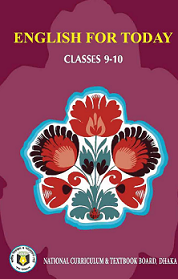 ENGLISH FOR TODAY
CLASSES 9-10
NATIONAL CURRICULUM & TEXTBOOK BOARD, DHAKA